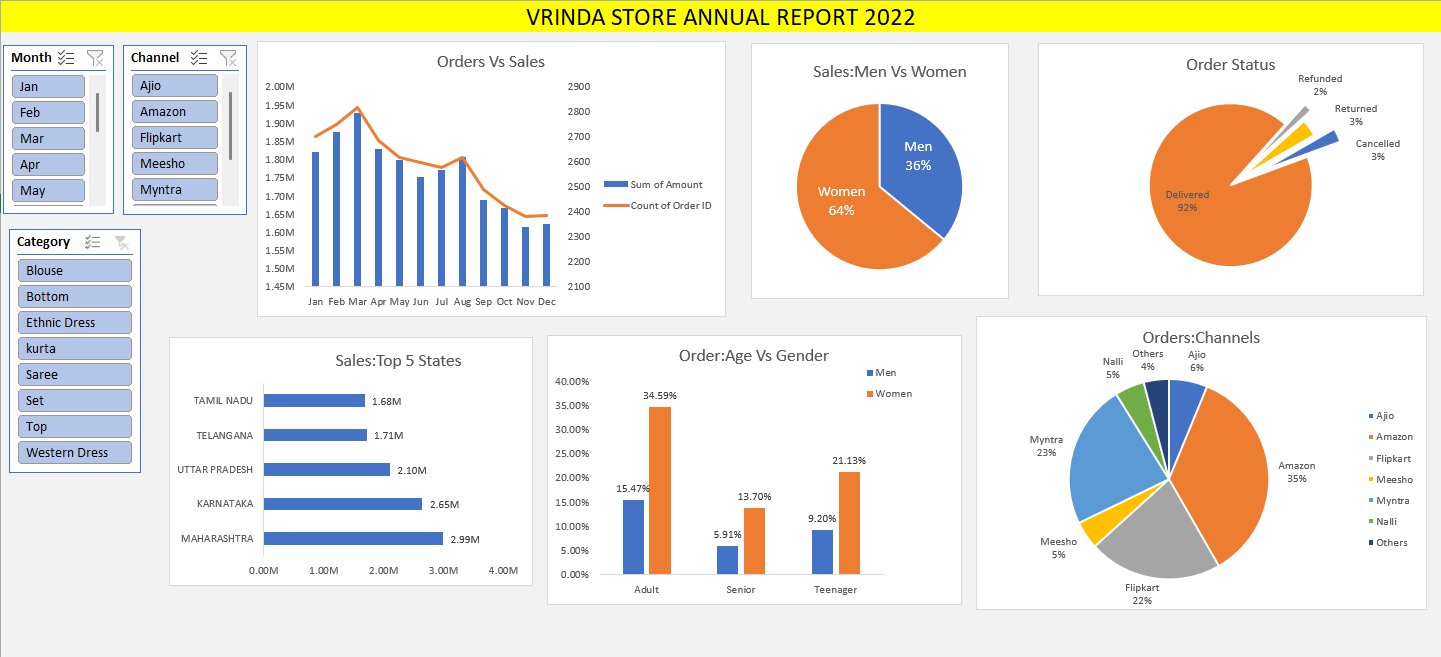 VRINDA STORE ANNUAL REPORT 2022
Month
Jan
Feb
Mar
Apr
May
Channel
Ajio
Amazon
Flipkart
Meesho
Myntra
Category
Blouse
Bottom
Ethnic Dress
kurta
Saree
Set
Top
Western Dress
Orders Vs Sales
2.00M
1.95M
1.90M
1.85M
1.80M
1.75M
1.70M
1.65M
1.60M
1.55M
1.50M
1.45M
2900
2800
2700
2600
2500
2400
2300
2200
2100
Jan Feb Mar Apr May Jun Jul Aug Sep Oct Nov Dec
Sum of Amount
Count of Order ID
Sales:Men Vs Women
Men
36%
Women
64%
Order Status
Refunded
2%
Returned
3%
Cancelled
3%
Delivered
92%
Sales:Top 5 States
TAMIL NADU 1.68M
TELANGANA 1.71M
UTTAR PRADESH 2.10M
KARNATAKA 2.65M
MAHARASHTRA 2.99M
0.00M 1.00M 2.00M 3.00M 4.00M
Order:Age Vs Gender
Men
Women
40.00%
35.00%
30.00%
25.00%
20.00%
15.00%
10.00%
5.00%
0.00%
15.47% 34.59%
5.91% 13.70%
9.20% 21.13%
Adult Senior Teenager
Orders:Channels
Ajio
6%
Amazon
35%
Flipkart
22%
Meesho
5%
Myntra
23%
Nalli
5%
Others
4%
Ajio
Amazon
Flipkart
Meesho
Myntra
Nalli
Others